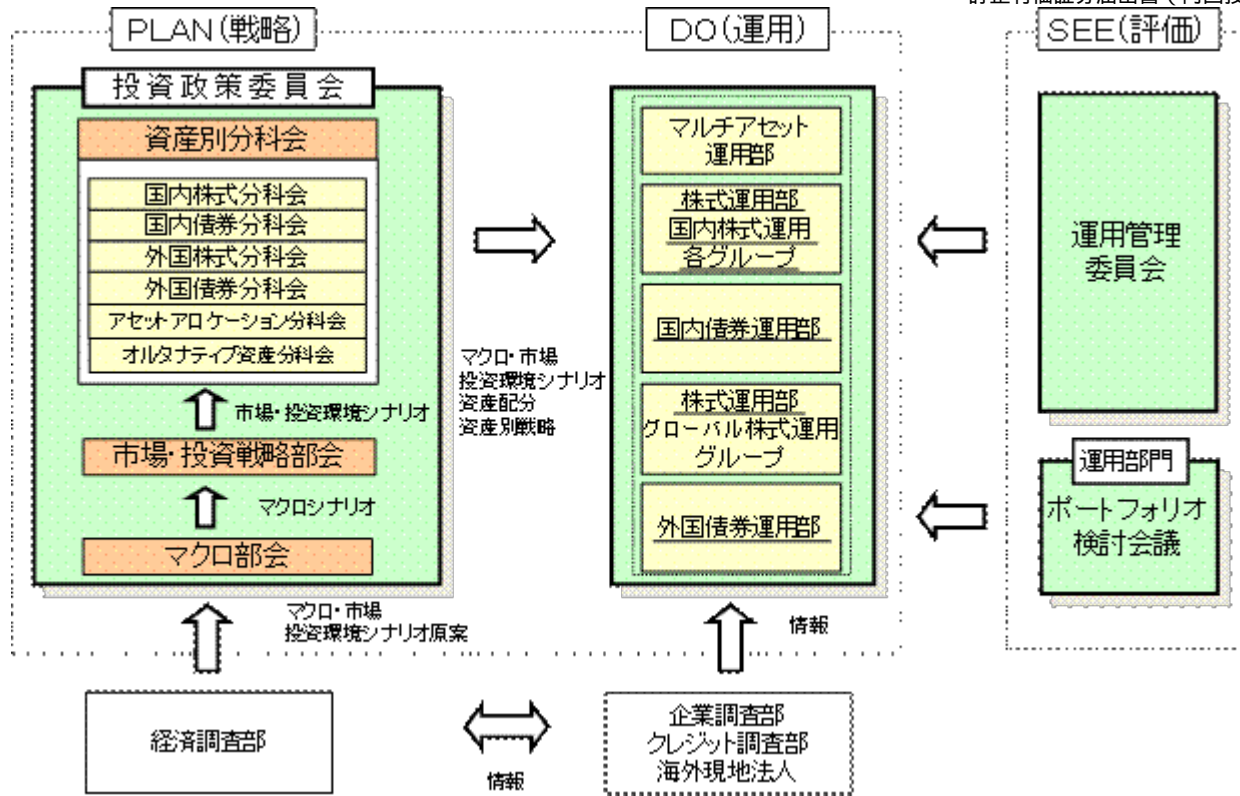 訂正有価証券届出書(内国投
PLAN(戦略)
投資政策委員会
資産別分科会
国内株式分科会
国内債券分科会
外国株式分科会
外国債券分科会
アセットアロケーション分科会
オルタナティブ資産分科会
市場・投資環境シナリオ
市場・投資戦略部会
マクロシナリオ
マクロ部会
マクロ・市場
投資環境シナリオ原案
経済調査部
マクロ・市場
投資環境シナリオ
資産配分
資産別戦略
DO(運用)
マルチアセット
運用部
株式運用部
国内株式運用
各グループ
国内債券運用部
株式運用部
グローバル株式運用
グループ
外国債券運用部
情報
情報
企業調査部
クレジット調査部
海外現地法人
SEE(評価)
運用管理
委員会
運用部門
ポートフォリオ
検討会議